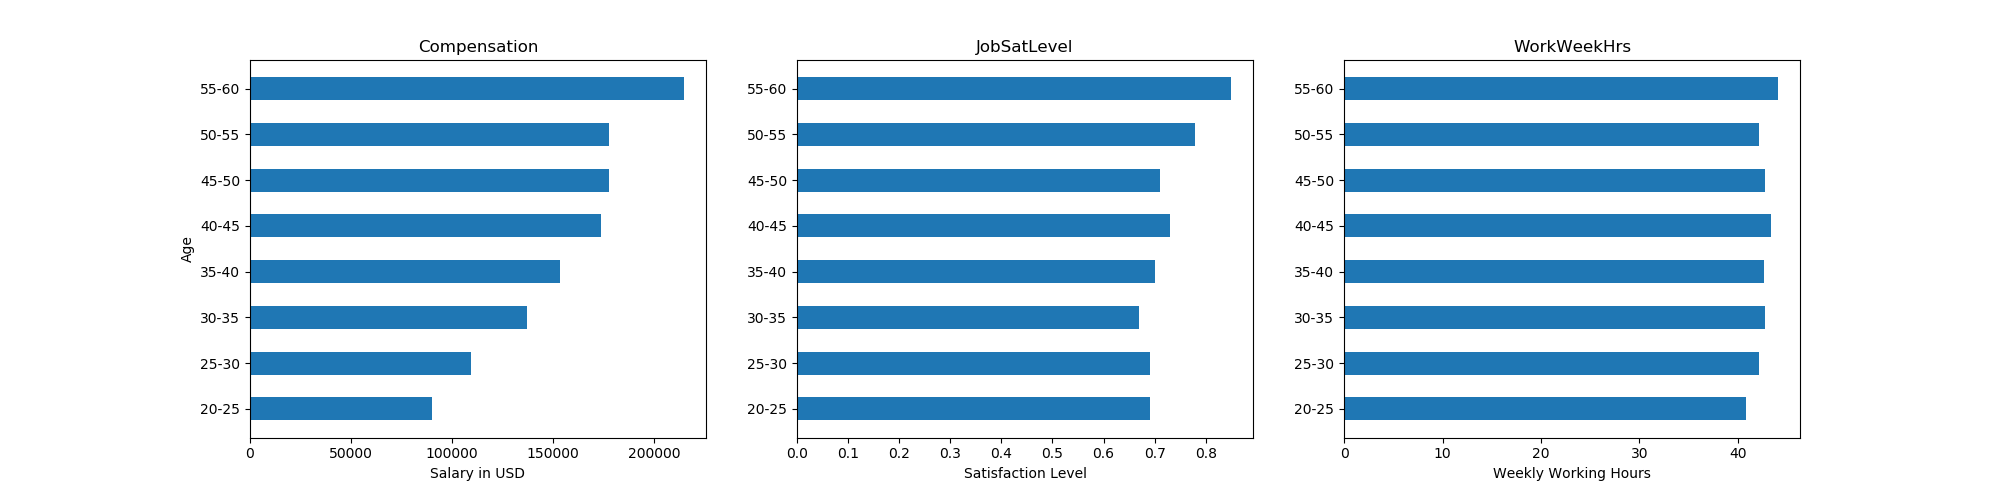 Compensation
Age
55-60
50-55
45-50
40-45
35-40
30-35
25-30
20-25
0 50000 100000 150000 200000
Salary in USD
JobSatLevel
55-60
50-55
45-50
40-45
35-40
30-35
25-30
20-25
0.0 0.1 0.2 0.3 0.4 0.5 0.6 0.7 0.8
Satisfaction Level
WorkWeekHrs
55-60
50-55
45-50
40-45
35-40
30-35
25-30
20-25
0 10 20 30 40
Weekly Working Hours